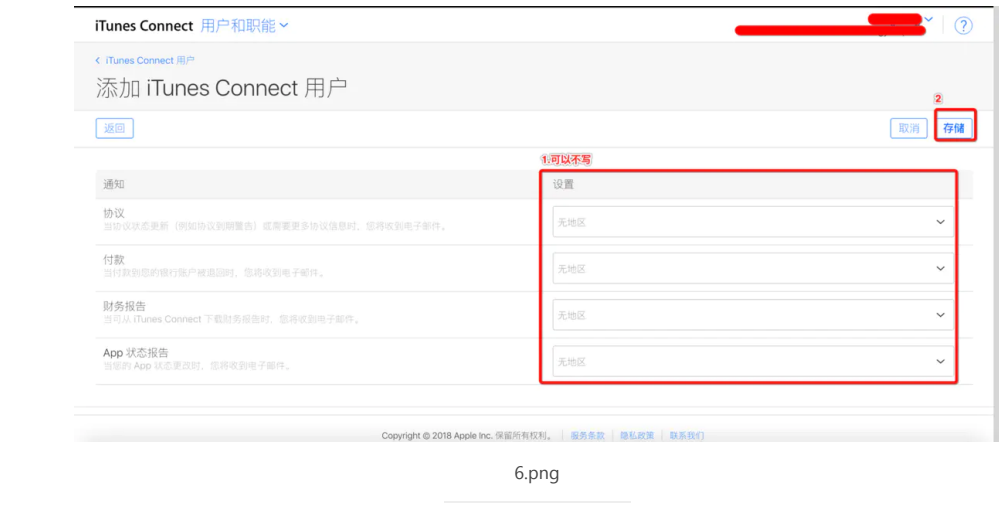 iTunes Connect 用户和职能
?
iTunes Connect 用户
添加 iTunes Connect 用户
2
返回
取消
存储
1.可以不写
通知
设置
协议
当协议状态更新（例如协议到期警告）或需要更多协议信息时，您将收到电子邮件。
无地区
付款
当付款到您的银行账户被退回时，您将收到电子邮件。
无地区
财务报告
当可从 iTunes Connect 下载财务报告时，您将收到电子邮件。
无地区
App 状态报告
当您的 App 状态更改时，您将收到电子邮件。
无地区
Copyright © 2018 Apple Inc. 保留所有权利。 | 服务条款 | 隐私政策 | 联系我们
6.png